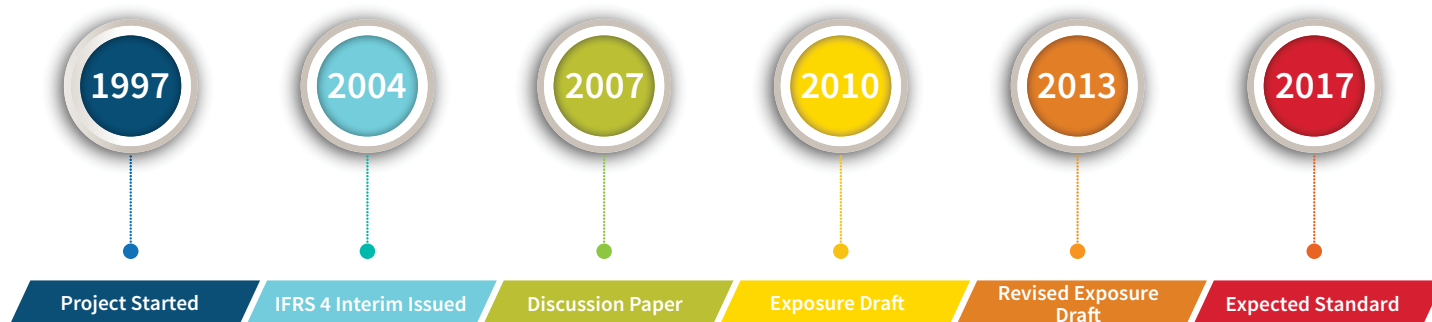 1997
2004
2007
2010
2013
2017
Project Started
IFRS 4 Interim Issued
Discussion Paper
Exposure Draft
Revised Exposure
Draft
Expected Standard